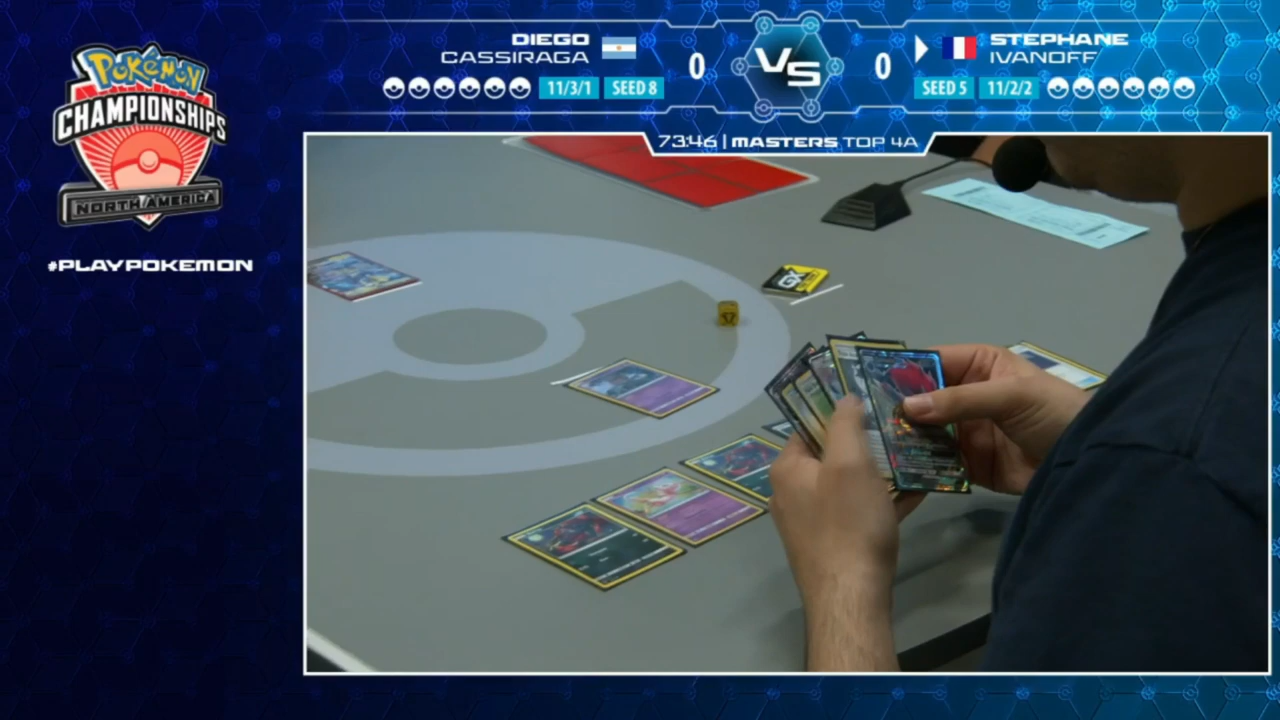 Pokémon
CHAMPIONSHIPS
NORTH AMERICA
#PLAYPOKEMON
DIEGO
CASSIRAGA
11/3/1
SEED 8
0
VS
0
STEPHANE
IVANOFF
SEED 5
11/2/2
73:46 | MASTERS TOP 4A
GX